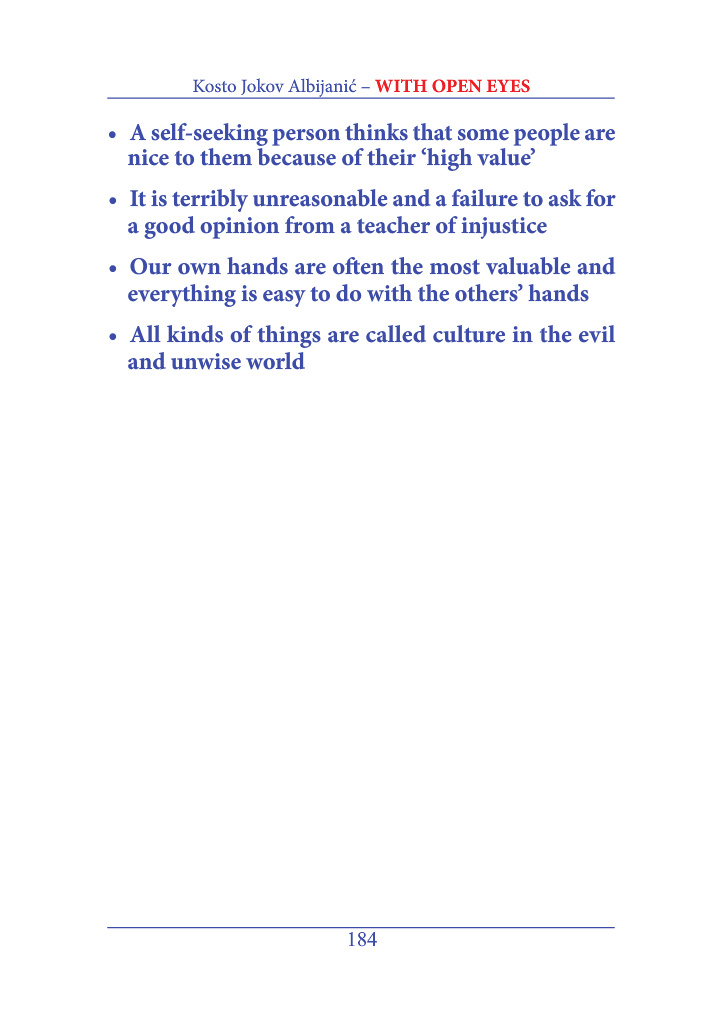 Kosto Jokov Albijanić – WITH OPEN EYES
• A self-seeking person thinks that some people are
nice to them because of their ‘high value’
• It is terribly unreasonable and a failure to ask for
a good opinion from a teacher of injustice
• Our own hands are often the most valuable and
everything is easy to do with the others’ hands
• All kinds of things are called culture in the evil
and unwise world
184